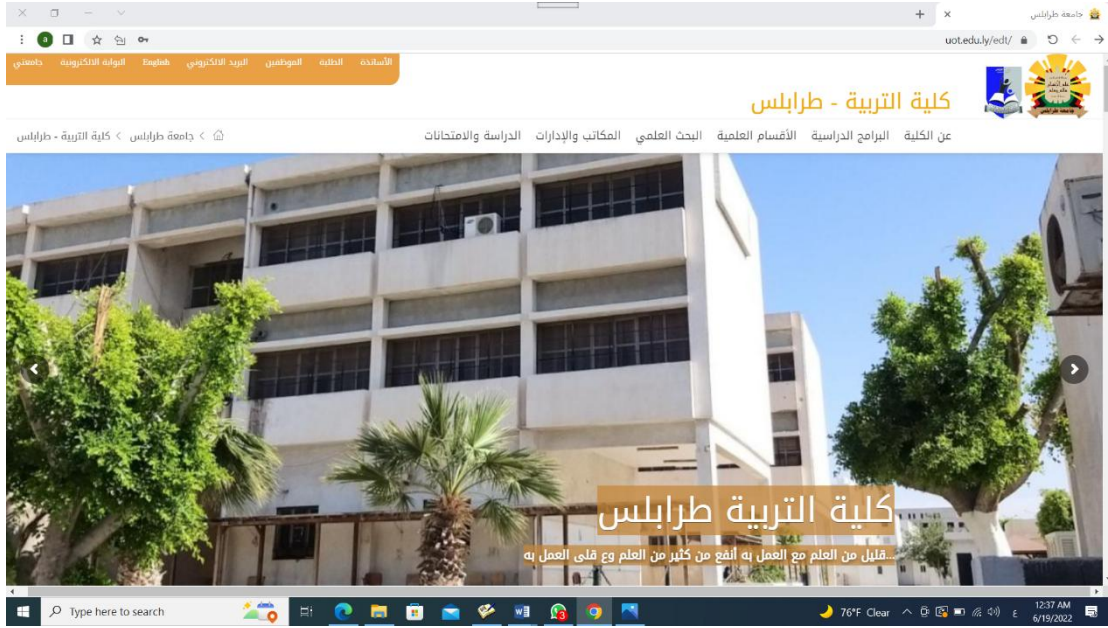 جامعة طرابلس
uot.edu.ly/edt/
a
الأساتذة الطلبة الموظفين البريد الالكتروني English البوابة الالكترونية جامعتي
كلية التربية - طرابلس
عن الكلية البرامج الدراسية الأقسام العلمية البحث العلمي المكاتب والإدارات الدراسة والامتحانات
جامعة طرابلس > كلية التربية - طرابلس
كلية التربية طرابلس
قليل من العلم مع العمل به أنفع من كثير من العلم وع قلى العمل به...
Type here to search
76°F Clear
ع
12:37 AM
6/19/2022